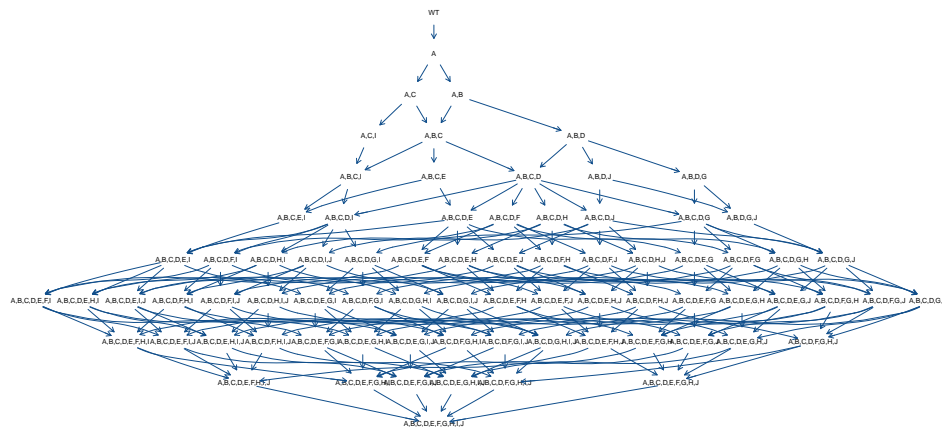 WT
A
A,C A,B
A,C,I A,B,C A,B,D
A,B,C,I A,B,C,E A,B,C,D A,B,D,J A,B,D,G
A,B,C,E,I A,B,C,D,I A,B,C,D,E A,B,C,D,F A,B,C,D,H A,B,C,D,J A,B,C,D,G A,B,D,G,J
A,B,C,D,E,I A,B,C,D,F,I A,B,C,D,H,I A,B,C,D,I,J A,B,C,D,G,I A,B,C,D,E,F A,B,C,D,E,H A,B,C,D,E,J A,B,C,D,F,H A,B,C,D,F,J A,B,C,D,H,J A,B,C,D,E,G A,B,C,D,F,G A,B,C,D,G,H A,B,C,D,G,J
A,B,C,D,E,F,I A,B,C,D,E,H,I A,B,C,D,E,I,J A,B,C,D,F,H,I A,B,C,D,F,I,J A,B,C,D,H,I,J A,B,C,D,E,G,I A,B,C,D,F,G,I A,B,C,D,G,H,I A,B,C,D,G,I,J A,B,C,D,E,F,H A,B,C,D,E,F,J A,B,C,D,E,H,J A,B,C,D,F,H,J A,B,C,D,E,F,G A,B,C,D,E,G,H A,B,C,D,E,G,J A,B,C,D,F,G,H A,B,C,D,F,G,J A,B,C,D,G,
A,B,C,D,E,F,H,I A,B,C,D,E,F,I,J A,B,C,D,E,H,I,J A,B,C,D,F,H,I,J A,B,C,D,E,F,G,I A,B,C,D,E,G,H,I A,B,C,D,E,G,I,J A,B,C,D,F,G,H,I A,B,C,D,F,G,I,J A,B,C,D,G,H,I,J A,B,C,D,E,F,H,J A,B,C,D,E,F,G,H A,B,C,D,E,F,G,J A,B,C,D,E,G,H,J A,B,C,D,F,G,H,J
A,B,C,D,E,F,H,I,J A,B,C,D,E,F,G,H,I A,B,C,D,E,F,G,I,J A,B,C,D,E,G,H,I,J A,B,C,D,F,G,H,I,J A,B,C,D,E,F,G,H,J
A,B,C,D,E,F,G,H,I,J